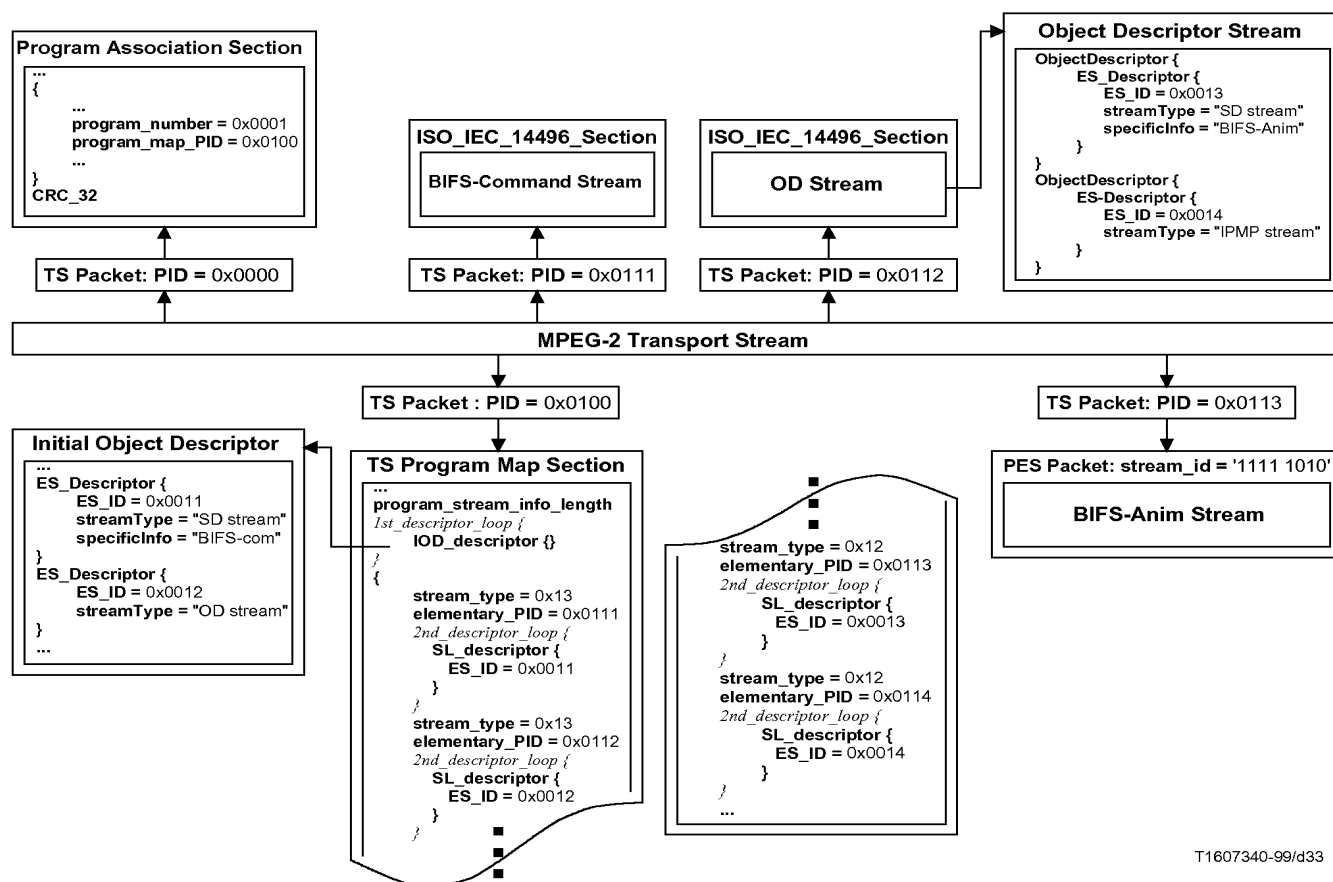 Program Association Section
...
{
...
program_number = 0x0001
program_map_PID = 0x0100
...
}
CRC_32
TS Packet: PID = 0x0000
ISO_IEC_14496_Section
BIFS-Command Stream
TS Packet: PID = 0x0111
ISO_IEC_14496_Section
OD Stream
TS Packet: PID = 0x0112
Object Descriptor Stream
ObjectDescriptor {
ES_Descriptor {
ES_ID = 0x0013
streamType = "SD stream"
specificInfo = "BIFS-Anim"
}
}
ObjectDescriptor {
ES-Descriptor {
ES_ID = 0x0014
streamType = "IPMP stream"
}
}
MPEG-2 Transport Stream
TS Packet : PID = 0x0100
TS Packet: PID = 0x0113
Initial Object Descriptor
...
ES_Descriptor {
ES_ID = 0x0011
streamType = "SD stream"
specificInfo = "BIFS-com"
}
ES_Descriptor {
ES_ID = 0x0012
streamType = "OD stream"
}
...
TS Program Map Section
...
program_stream_info_length
1st_descriptor_loop {
IOD_descriptor {}
}
{
stream_type = 0x13
elementary_PID = 0x0111
2nd_descriptor_loop {
SL_descriptor {
ES_ID = 0x0011
}
}
stream_type = 0x13
elementary_PID = 0x0112
2nd_descriptor_loop {
SL_descriptor {
ES_ID = 0x0012
}
}
stream_type = 0x12
elementary_PID = 0x0113
2nd_descriptor_loop {
SL_descriptor {
ES_ID = 0x0013
}
}
stream_type = 0x12
elementary_PID = 0x0114
2nd_descriptor_loop {
SL_descriptor {
ES_ID = 0x0014
}
}
...
PES Packet: stream_id = '1111 1010'
BIFS-Anim Stream
T1607340-99/d33